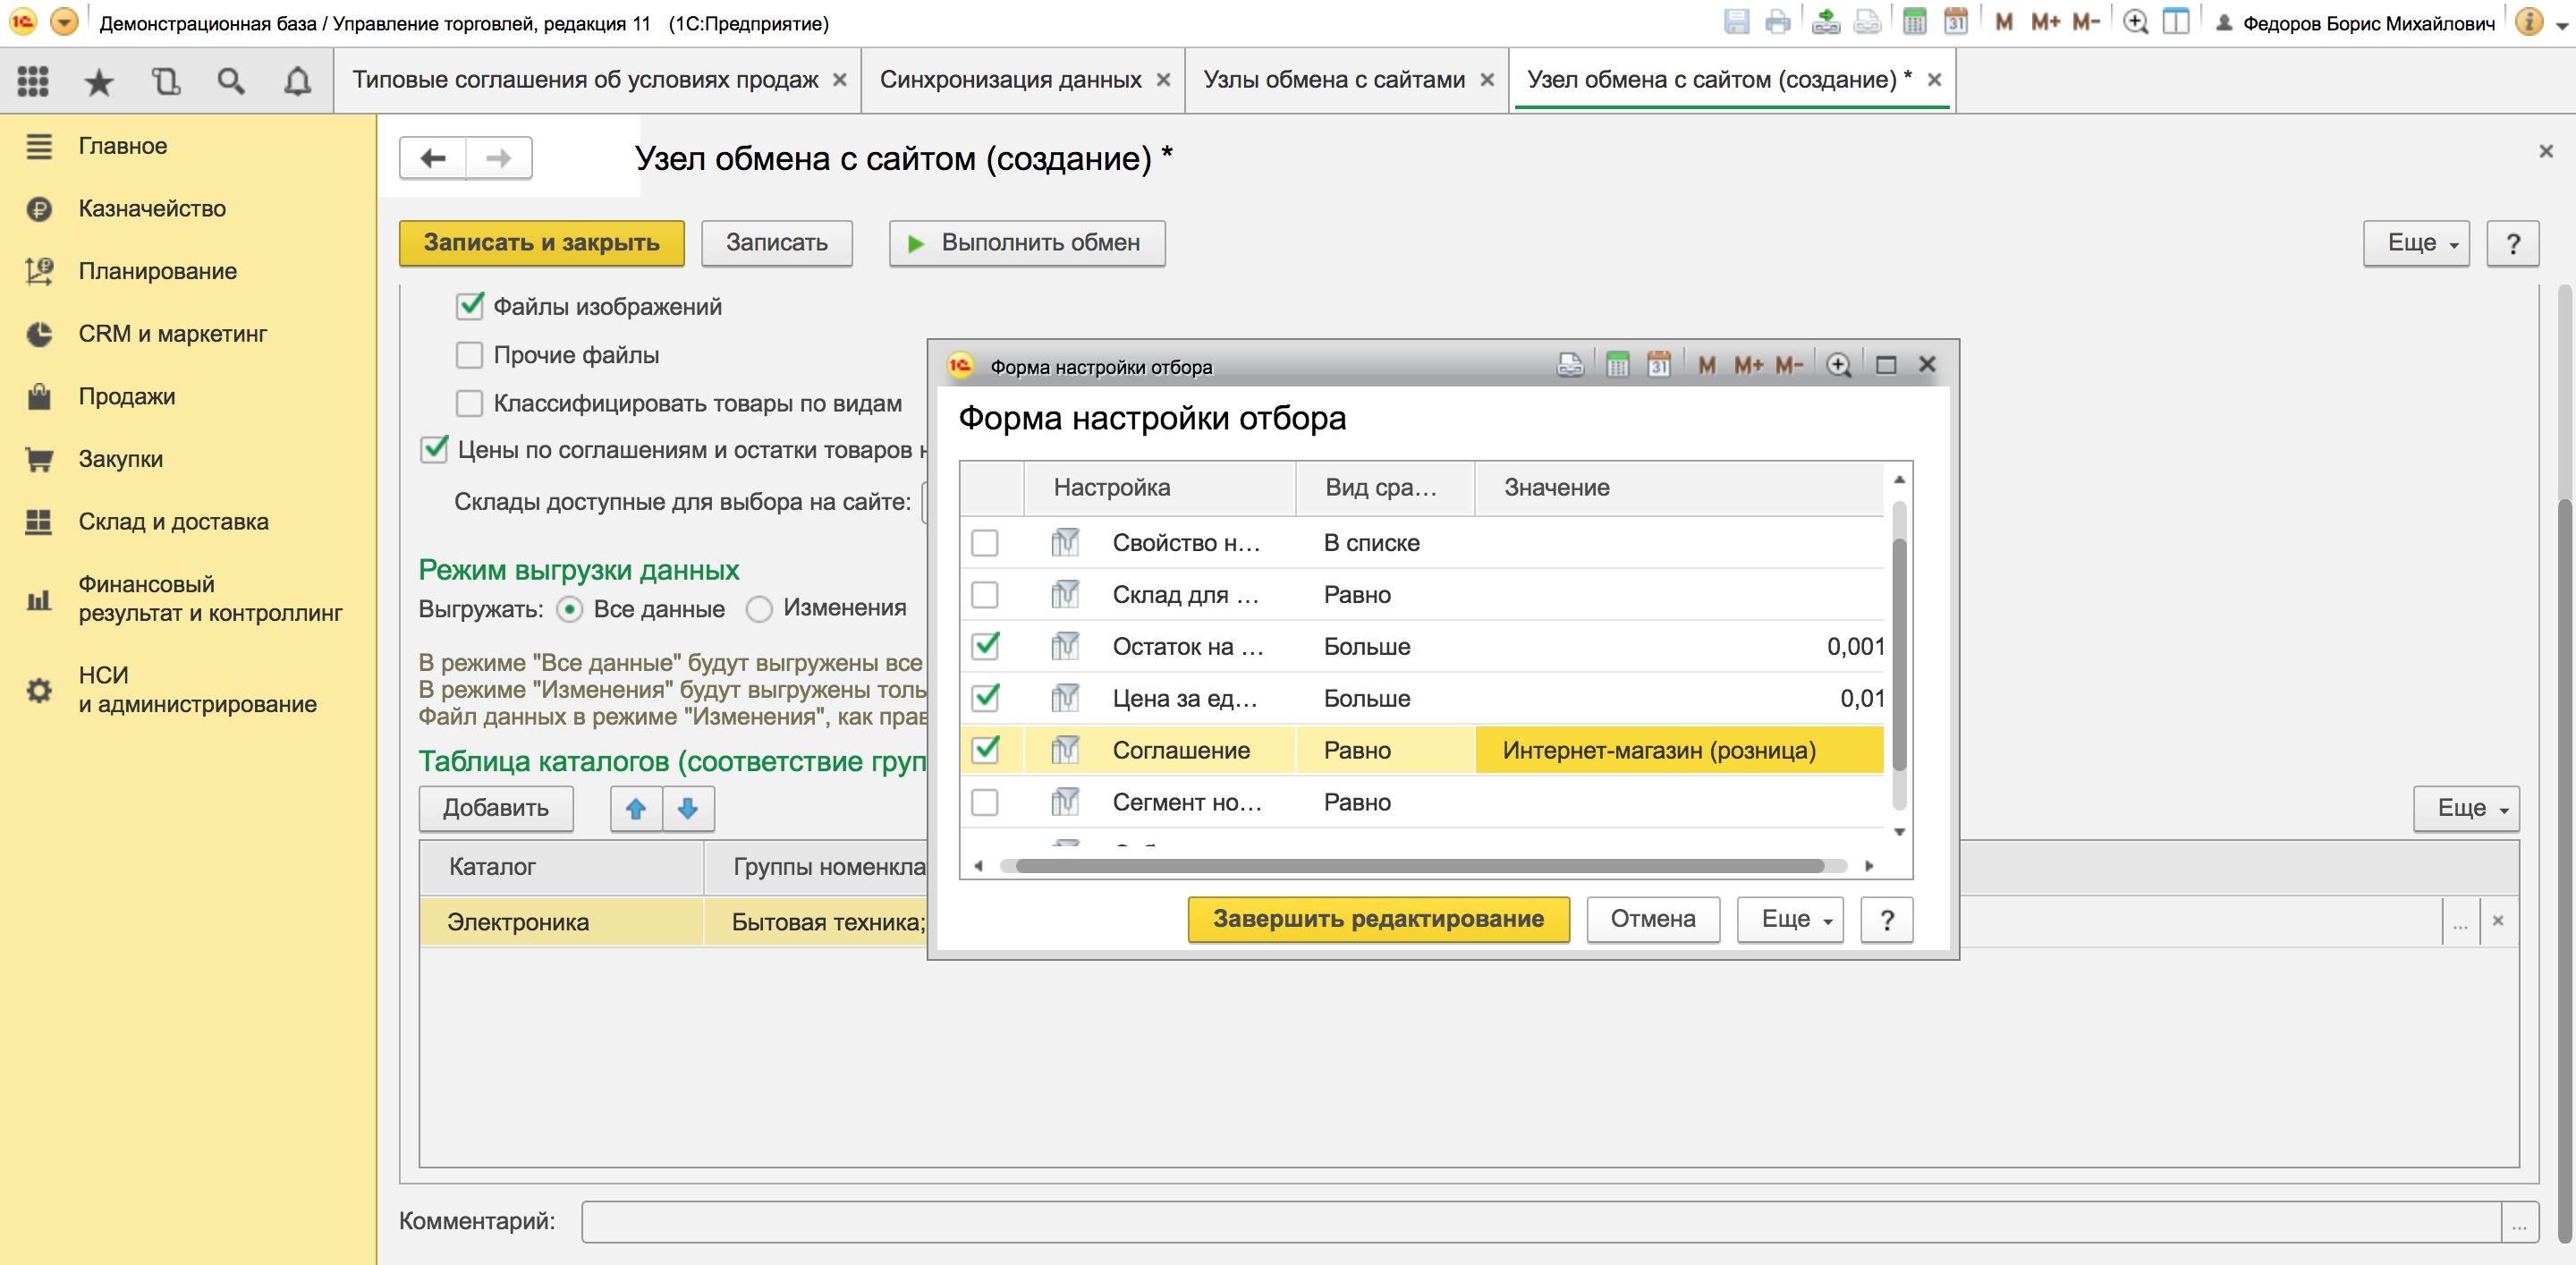 Демонстрационная база / Управление торговлей, редакция 11 (1С:Предприятие)
31 M M+ M- Федоров Борис Михайлович
Типовые соглашения об условиях продаж
Синхронизация данных
Узлы обмена с сайтами
Узел обмена с сайтом (создание) *
Главное
Казначейство
Планирование
CRM и маркетинг
Продажи
Закупки
Склад и доставка
Финансовый
результат и контроллинг
НСИ
и администрирование
Узел обмена с сайтом (создание) *
Записать и закрыть
Записать
Выполнить обмен
Еще
?
Файлы изображений
Прочие файлы
Классифицировать товары по видам
Цены по соглашениям и остатки товаров
Склады доступные для выбора на сайте:
Режим выгрузки данных
Выгружать: Все данные Изменения
В режиме "Все данные" будут выгружены все
В режиме "Изменения" будут выгружены
Файл данных в режиме "Изменения", как
Таблица каталогов (соответствие
Добавить
Еще
Каталог
Группы
Электроника
Бытовая техника;
... ×
Комментарий:
...
1С Форма настройки отбора
31 M M+ M-
Форма настройки отбора
Настройка Вид сра... Значение
Свойство н... В списке
Склад для ... Равно
Остаток на ... Больше 0,001
Цена за ед... Больше 0,01
Соглашение Равно Интернет-магазин (розница)
Сегмент но... Равно
Завершить редактирование
Отмена
Еще
?